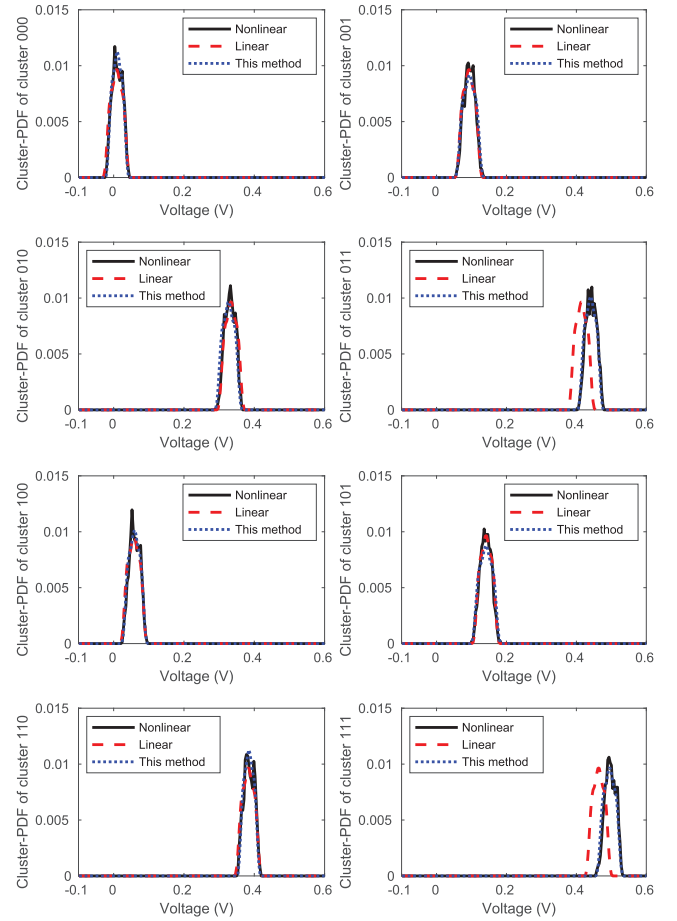 Cluster-PDF of cluster 000
0.015
0.01
0.005
0
-0.1 0 0.2 0.4 0.6
Voltage (V)
Nonlinear
Linear
This method
Cluster-PDF of cluster 001
0.015
0.01
0.005
0
-0.1 0 0.2 0.4 0.6
Voltage (V)
Nonlinear
Linear
This method
Cluster-PDF of cluster 010
0.015
0.01
0.005
0
-0.1 0 0.2 0.4 0.6
Voltage (V)
Nonlinear
Linear
This method
Cluster-PDF of cluster 011
0.015
0.01
0.005
0
-0.1 0 0.2 0.4 0.6
Voltage (V)
Nonlinear
Linear
This method
Cluster-PDF of cluster 100
0.015
0.01
0.005
0
-0.1 0 0.2 0.4 0.6
Voltage (V)
Nonlinear
Linear
This method
Cluster-PDF of cluster 101
0.015
0.01
0.005
0
-0.1 0 0.2 0.4 0.6
Voltage (V)
Nonlinear
Linear
This method
Cluster-PDF of cluster 110
0.015
0.01
0.005
0
-0.1 0 0.2 0.4 0.6
Voltage (V)
Nonlinear
Linear
This method
Cluster-PDF of cluster 111
0.015
0.01
0.005
0
-0.1 0 0.2 0.4 0.6
Voltage (V)
Nonlinear
Linear
This method